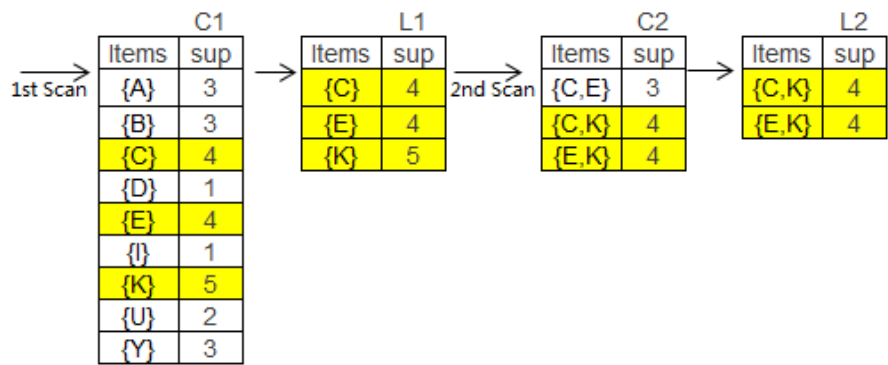 C1 L1 C2 L2
Items sup Items sup Items sup Items sup
1st Scan {A} 3 {C} 4 2nd Scan {C,E} 3 {C,K} 4
{B} 3 {E} 4 {C,K} 4 {E,K} 4
{C} 4 {K} 5 {E,K} 4
{D} 1
{E} 4
{I} 1
{K} 5
{U} 2
{Y} 3